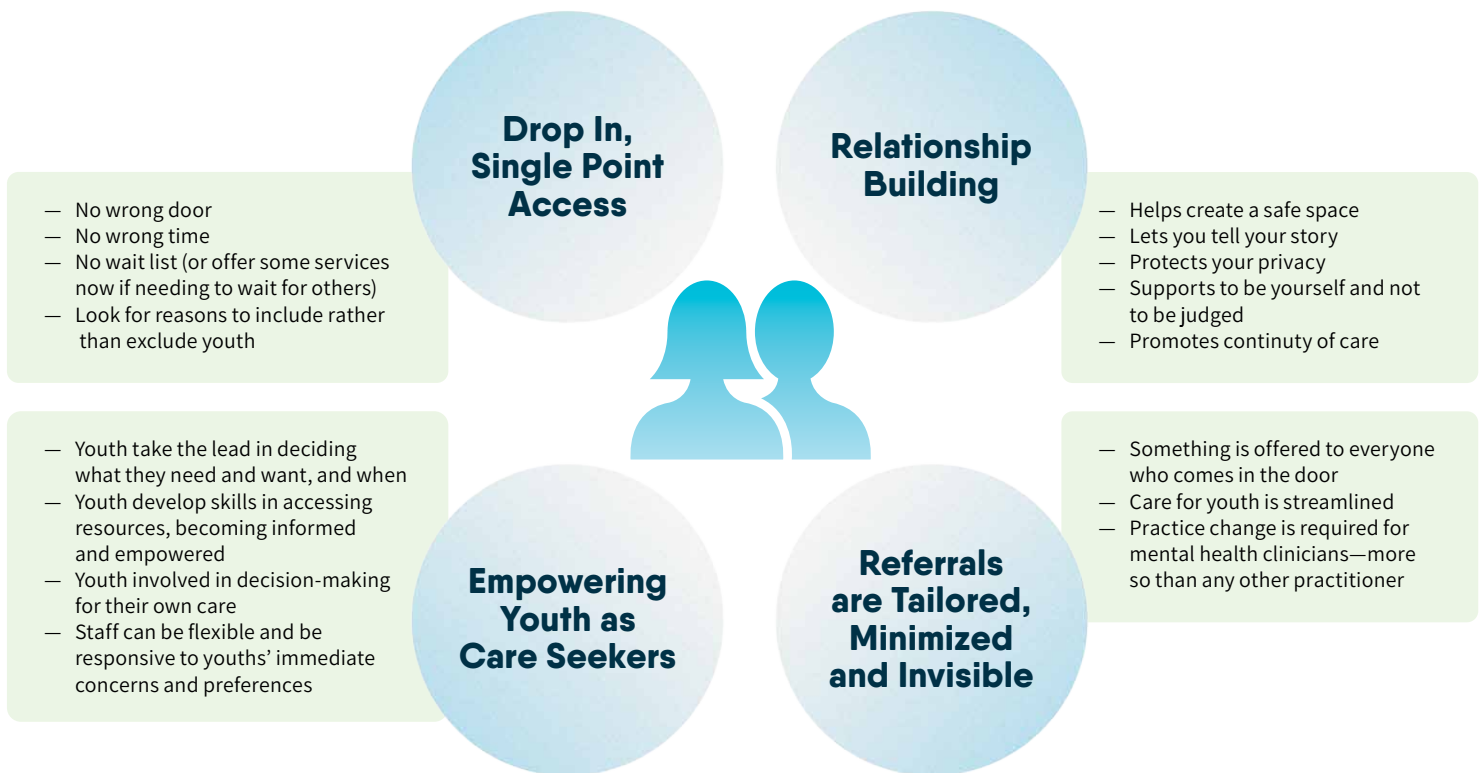 Drop In,
Single Point
Access
— No wrong door
— No wrong time
— No wait list (or offer some services
now if needing to wait for others)
— Look for reasons to include rather
than exclude youth
Relationship
Building
— Helps create a safe space
— Lets you tell your story
— Protects your privacy
— Supports to be yourself and not
to be judged
— Promotes continuty of care
Empowering
Youth as
Care Seekers
— Youth take the lead in deciding
what they need and want, and when
— Youth develop skills in accessing
resources, becoming informed
and empowered
— Youth involved in decision-making
for their own care
— Staff can be flexible and be
responsive to youths’ immediate
concerns and preferences
Referrals
are Tailored,
Minimized
and Invisible
— Something is offered to everyone
who comes in the door
— Care for youth is streamlined
— Practice change is required for
mental health clinicians—more
so than any other practitioner